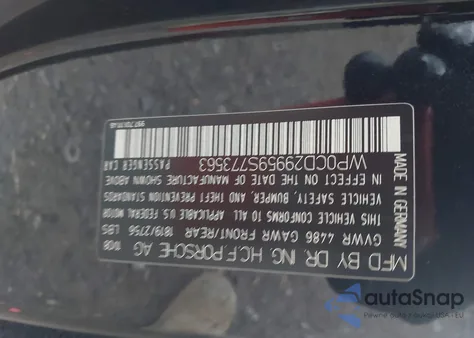 MFD BY DR. ING. H.C.F. PORSCHE AG 10/08
GVWR 4486 GAWR FRONT/REAR 1819/2756 LBS
THIS VEHICLE CONFORMS TO ALL APPLICABLE U.S. FEDERAL MOTOR
VEHICLE SAFETY, BUMPER, AND THEFT PREVENTION STANDARDS
IN EFFECT ON THE DATE OF MANUFACTURE SHOWN ABOVE
WP0CD29959S773563 PASSENGER CAR
MADE IN GERMANY
autoSnap